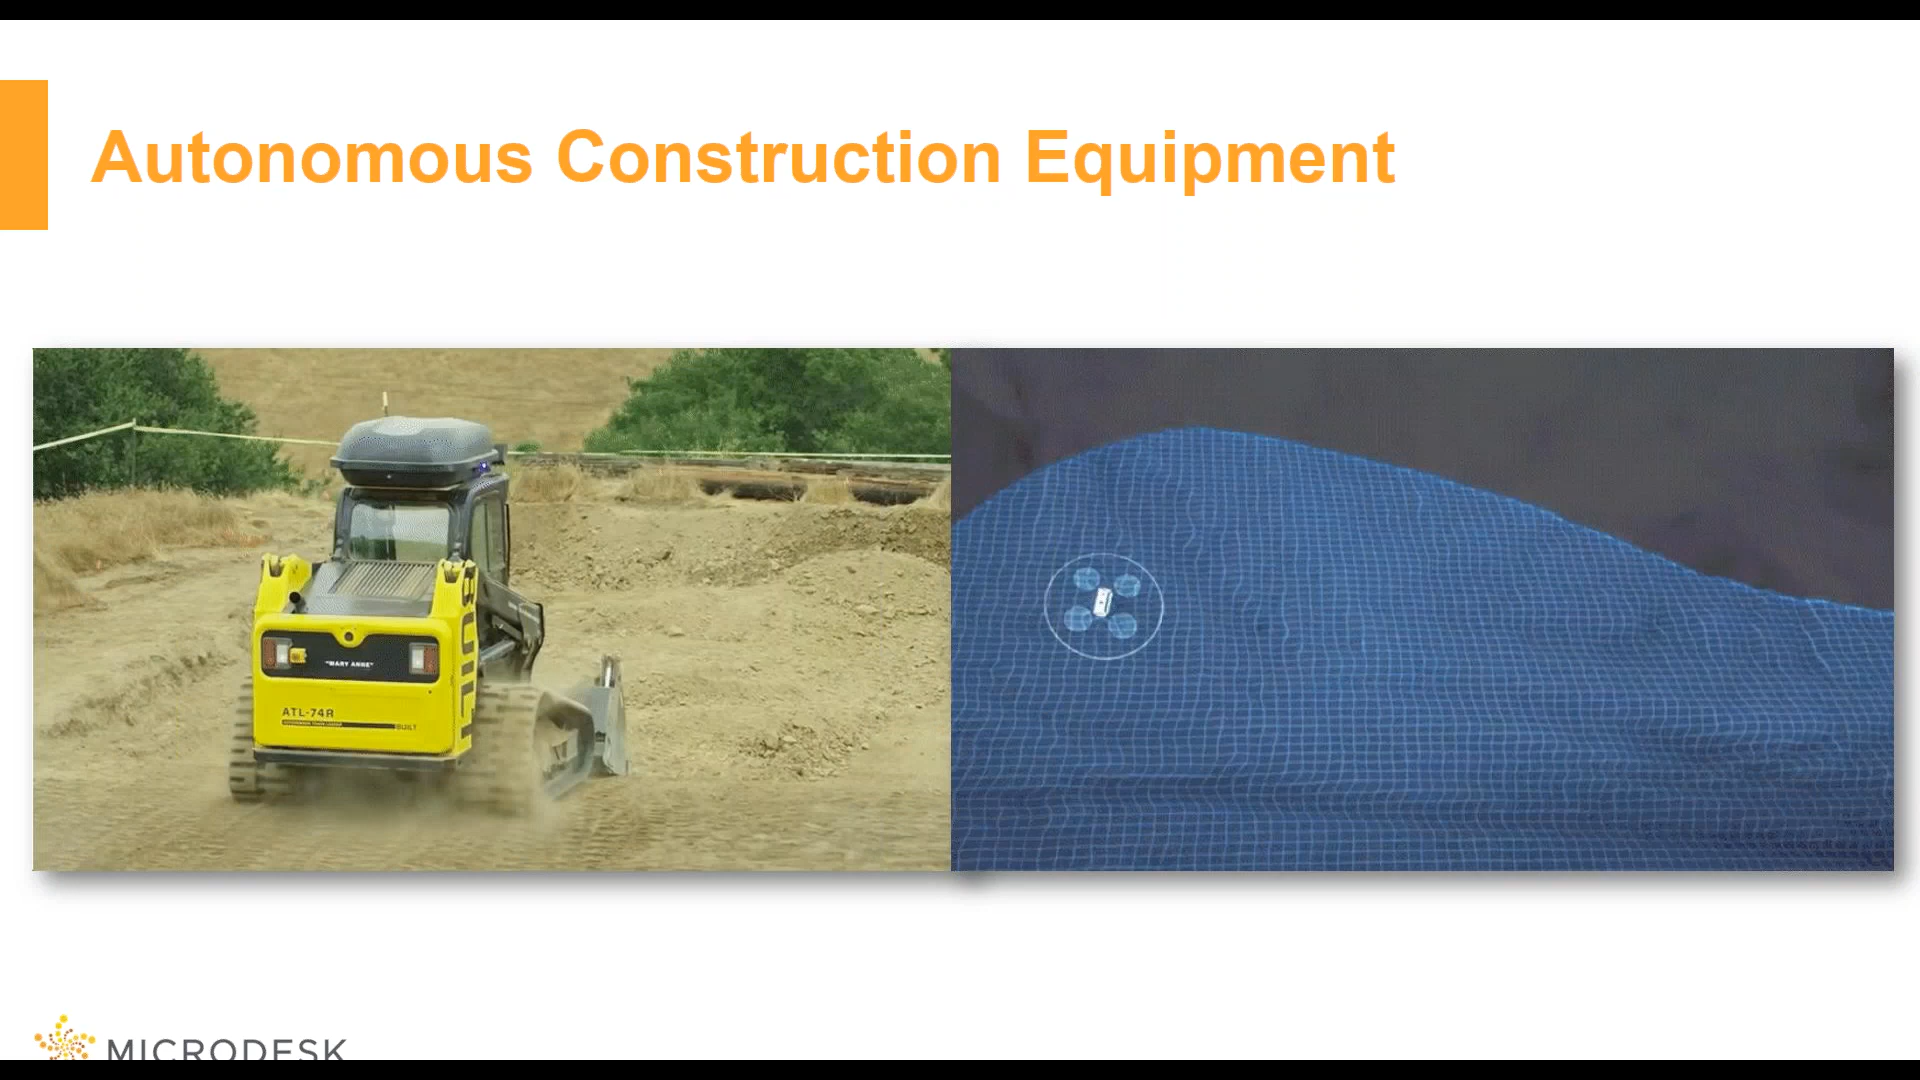 Autonomous Construction Equipment
BUILT
"MARY ANNE"
ATL-74R
BUILT
MICRODESK